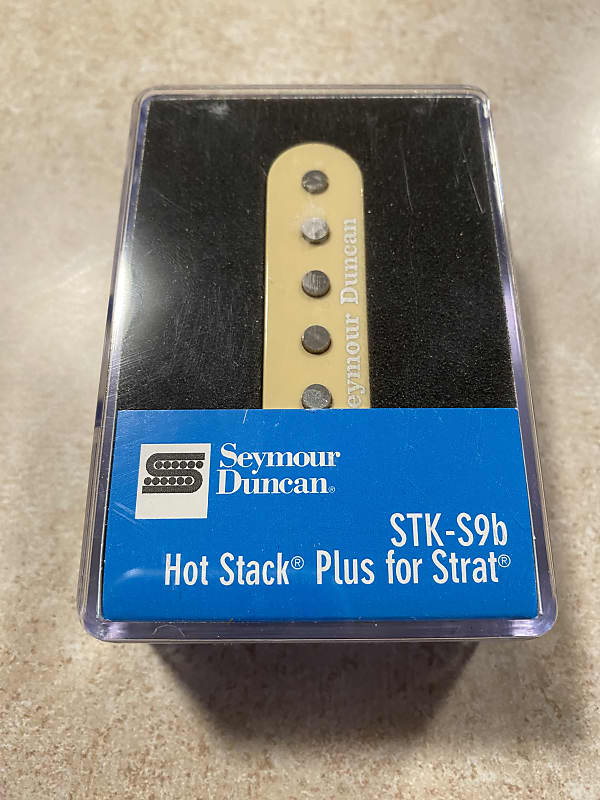 Seymour Duncan
Seymour
Duncan®
STK-S9b
Hot Stack® Plus for Strat®